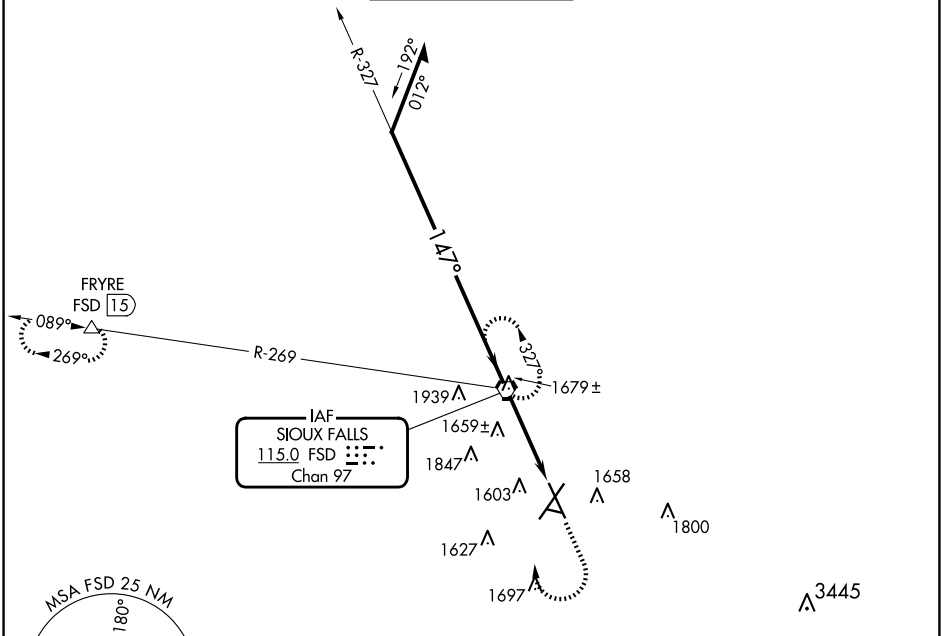 R-327
192°
012°
147°
FRYRE
FSD 15
089°
269°
R-269
327°
1939
1679±
IAF
SIOUX FALLS
115.0 FSD
Chan 97
1659±
1847
1603
1658
1800
1627
1697
3445
MSA FSD 25 NM
180°